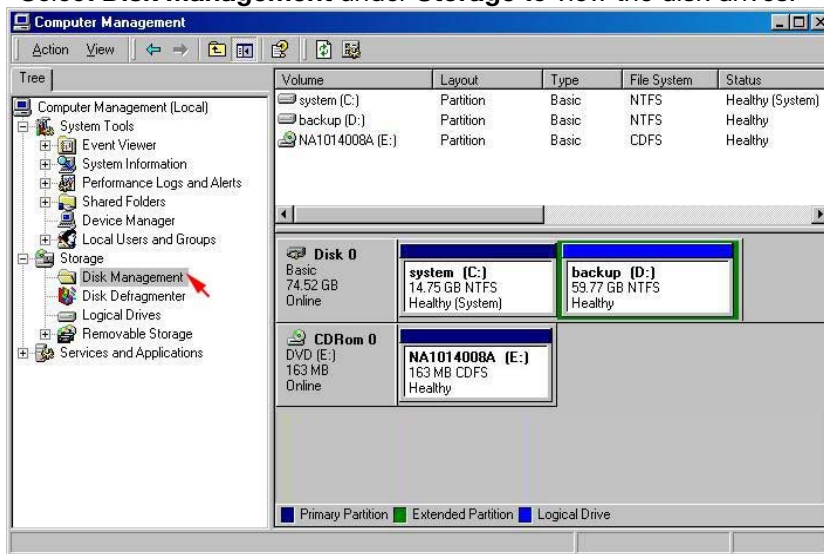 Select Disk Management under Storage to view the disk drives.
Computer Management
Action View
Tree
Computer Management (Local)
System Tools
Event Viewer
System Information
Performance Logs and Alerts
Shared Folders
Device Manager
Local Users and Groups
Storage
Disk Management
Disk Defragmenter
Logical Drives
Removable Storage
Services and Applications
Volume Layout Type File System Status
system (C:) Partition Basic NTFS Healthy (System)
backup (D:) Partition Basic NTFS Healthy
NA1014008A (E:) Partition Basic CDFS Healthy
Disk 0
Basic
74.52 GB
Online
system (C:)
14.75 GB NTFS
Healthy (System)
backup (D:)
59.77 GB NTFS
Healthy
CDRom 0
DVD (E:)
163 MB
Online
NA1014008A (E:)
163 MB CDFS
Healthy
Primary Partition Extended Partition Logical Drive